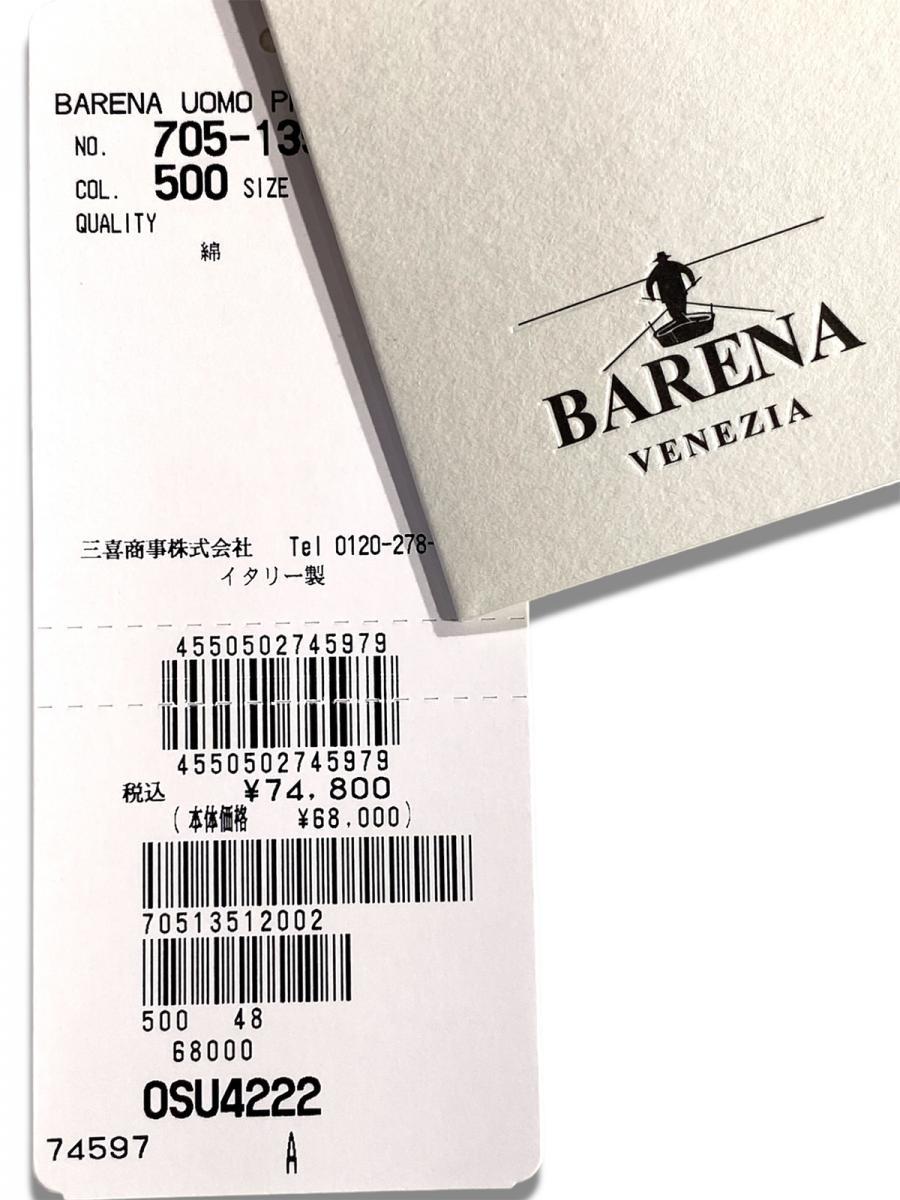 BARENA UOMO
NO. 705-13
COL. 500 SIZE
QUALITY
綿
三喜商事株式会社 Tel 0120-278-
イタリー製
4550502745979
4550502745979
税込 ¥74,800
(本体価格 ¥68,000)
70513512002
500 48
68000
OSU4222
74597 A
BARENA
VENEZIA